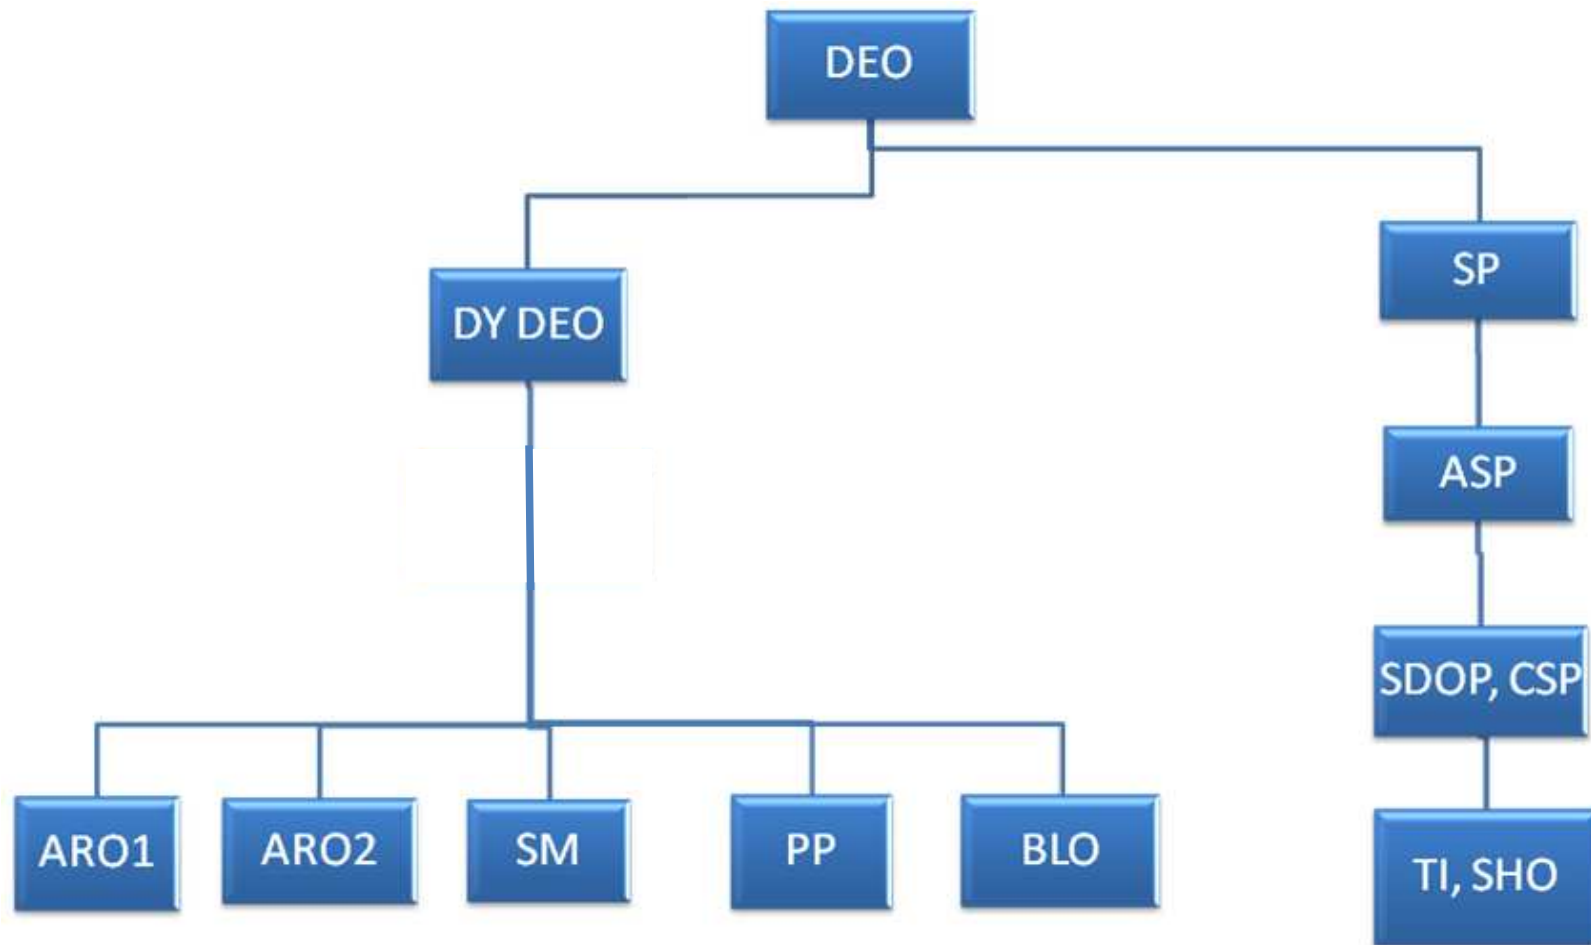 DEO
DY DEO
SP
ASP
SDOP, CSP
ARO1
ARO2
SM
PP
BLO
TI, SHO